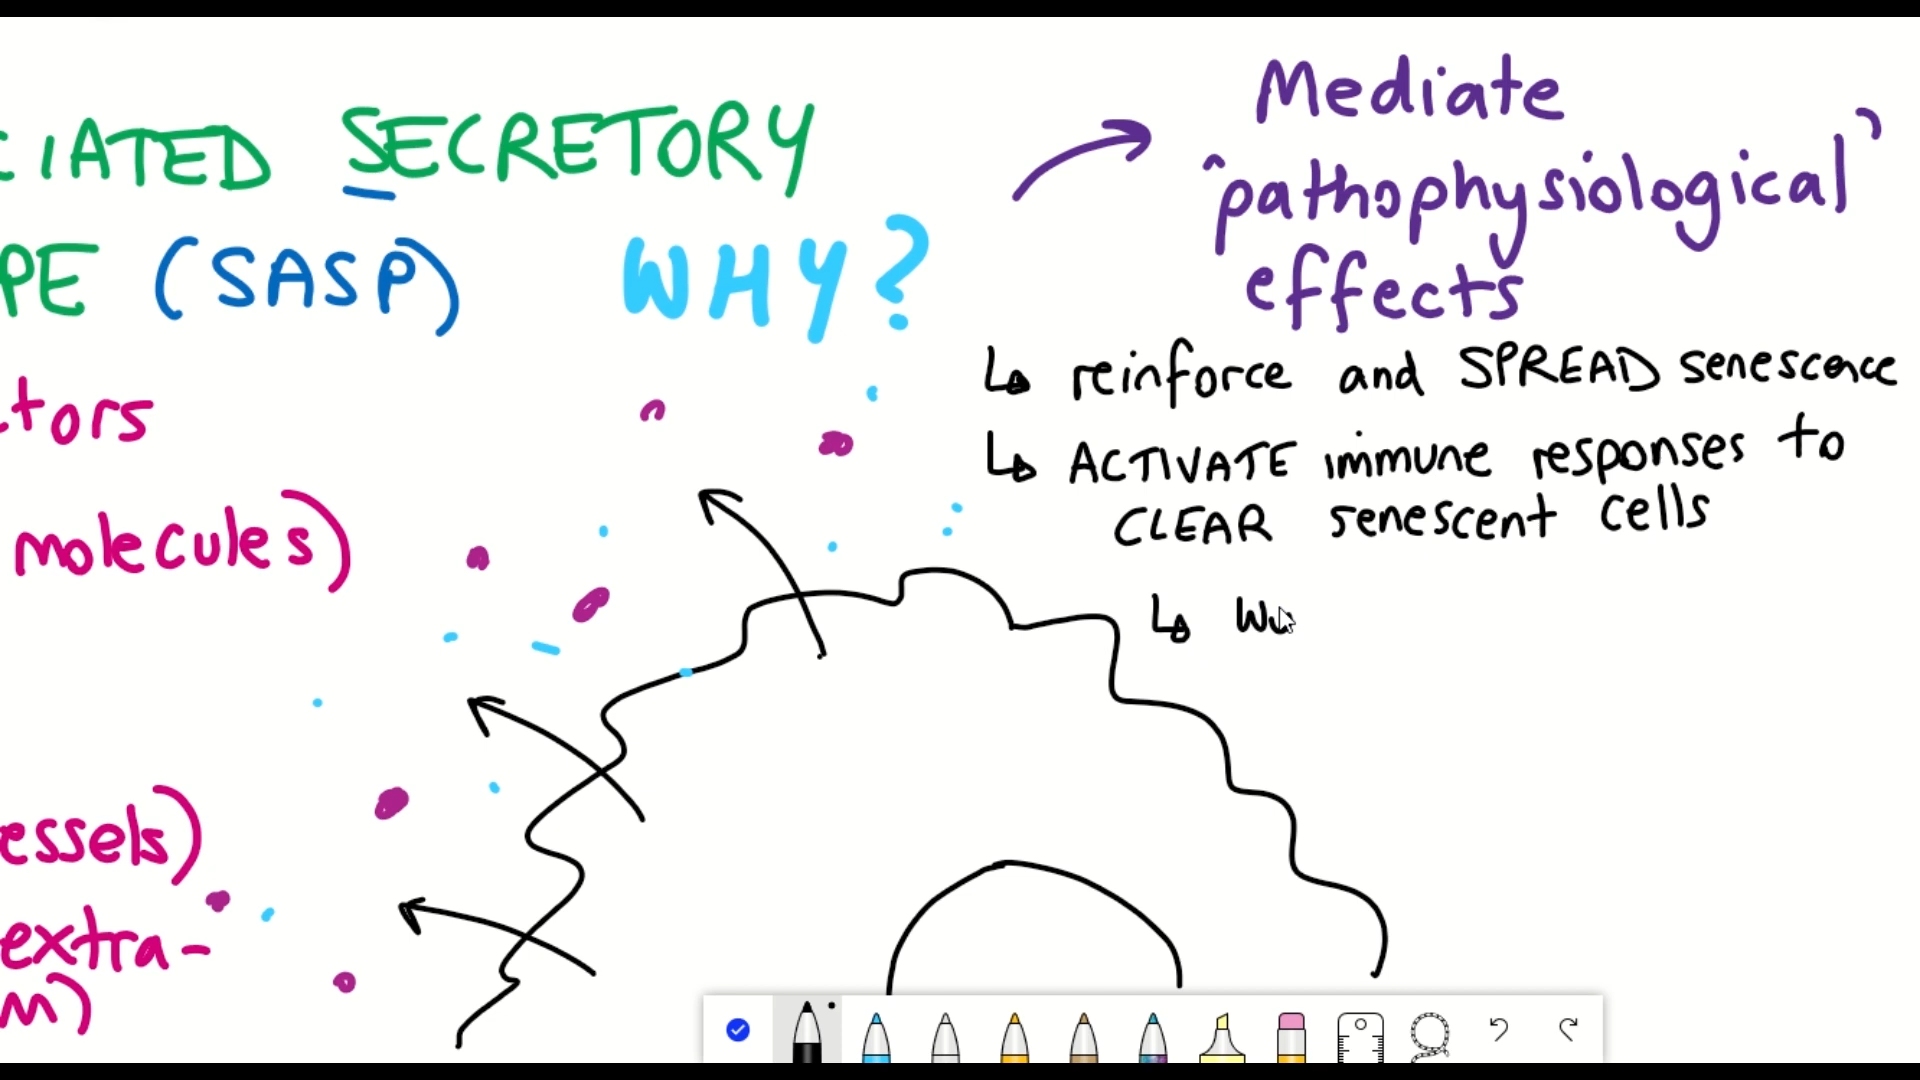 CIATED SECRETORY
PE (SASP)
WHY?
ctors
molecules)
essels)
extra-
M)
Mediate
"pathophysiological"
effects
↳ reinforce and SPREAD senescence
↳ ACTIVATE immune responses to
CLEAR senescent cells
↳